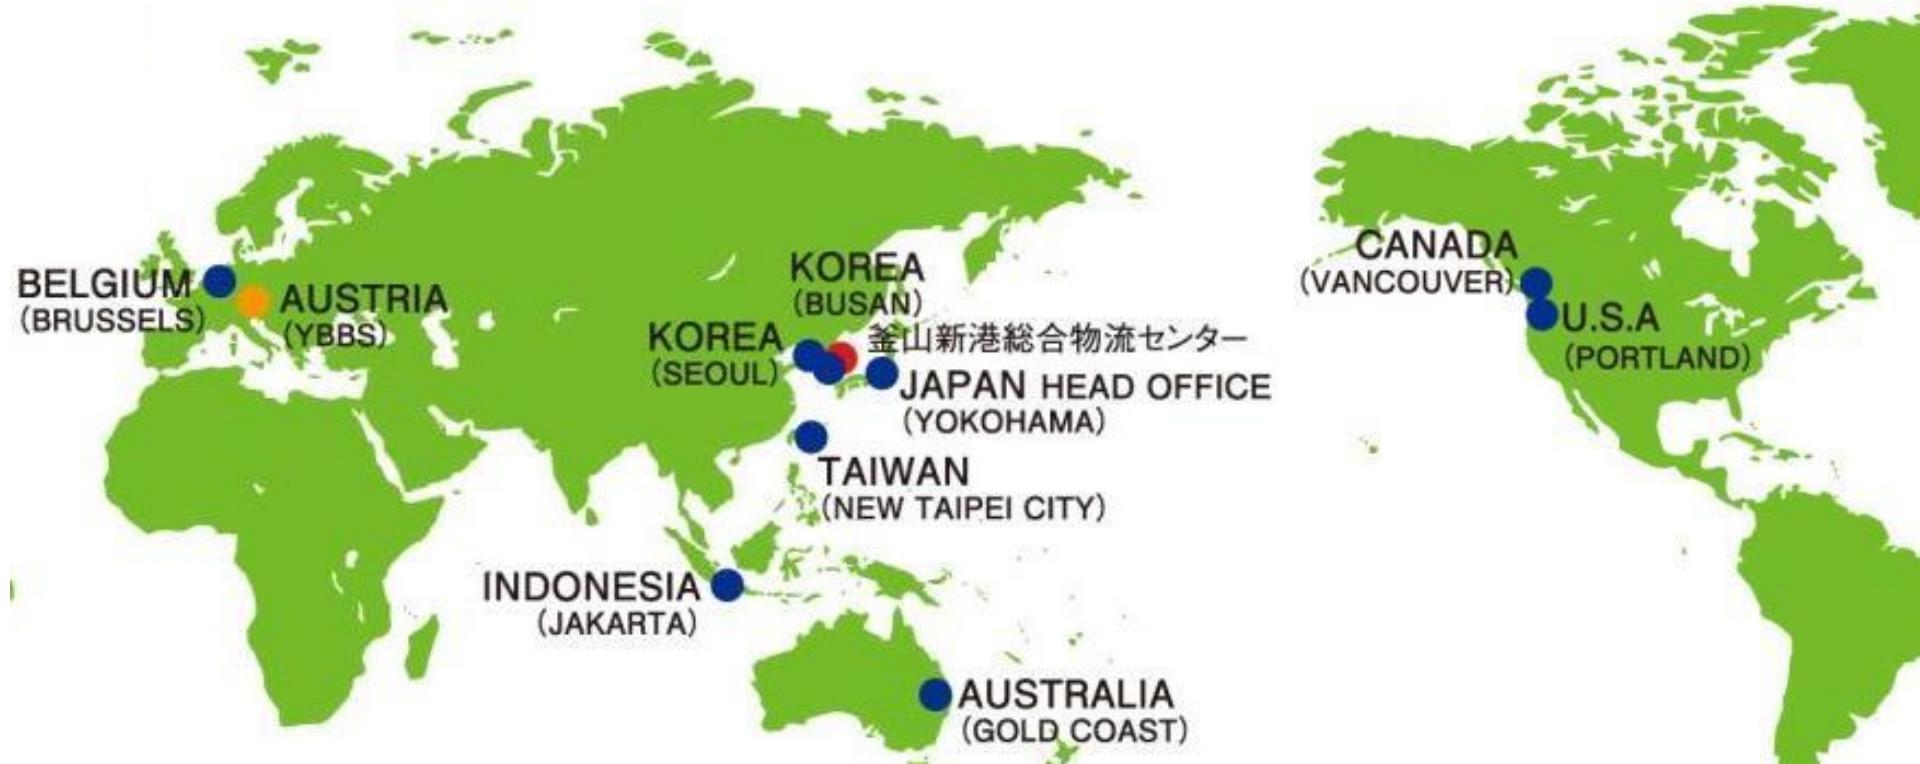 BELGIUM
(BRUSSELS)
AUSTRIA
(YBBS)
KOREA
(BUSAN)
KOREA
(SEOUL)
釜山新港総合物流センター
JAPAN HEAD OFFICE
(YOKOHAMA)
TAIWAN
(NEW TAIPEI CITY)
INDONESIA
(JAKARTA)
AUSTRALIA
(GOLD COAST)
CANADA
(VANCOUVER)
U.S.A
(PORTLAND)